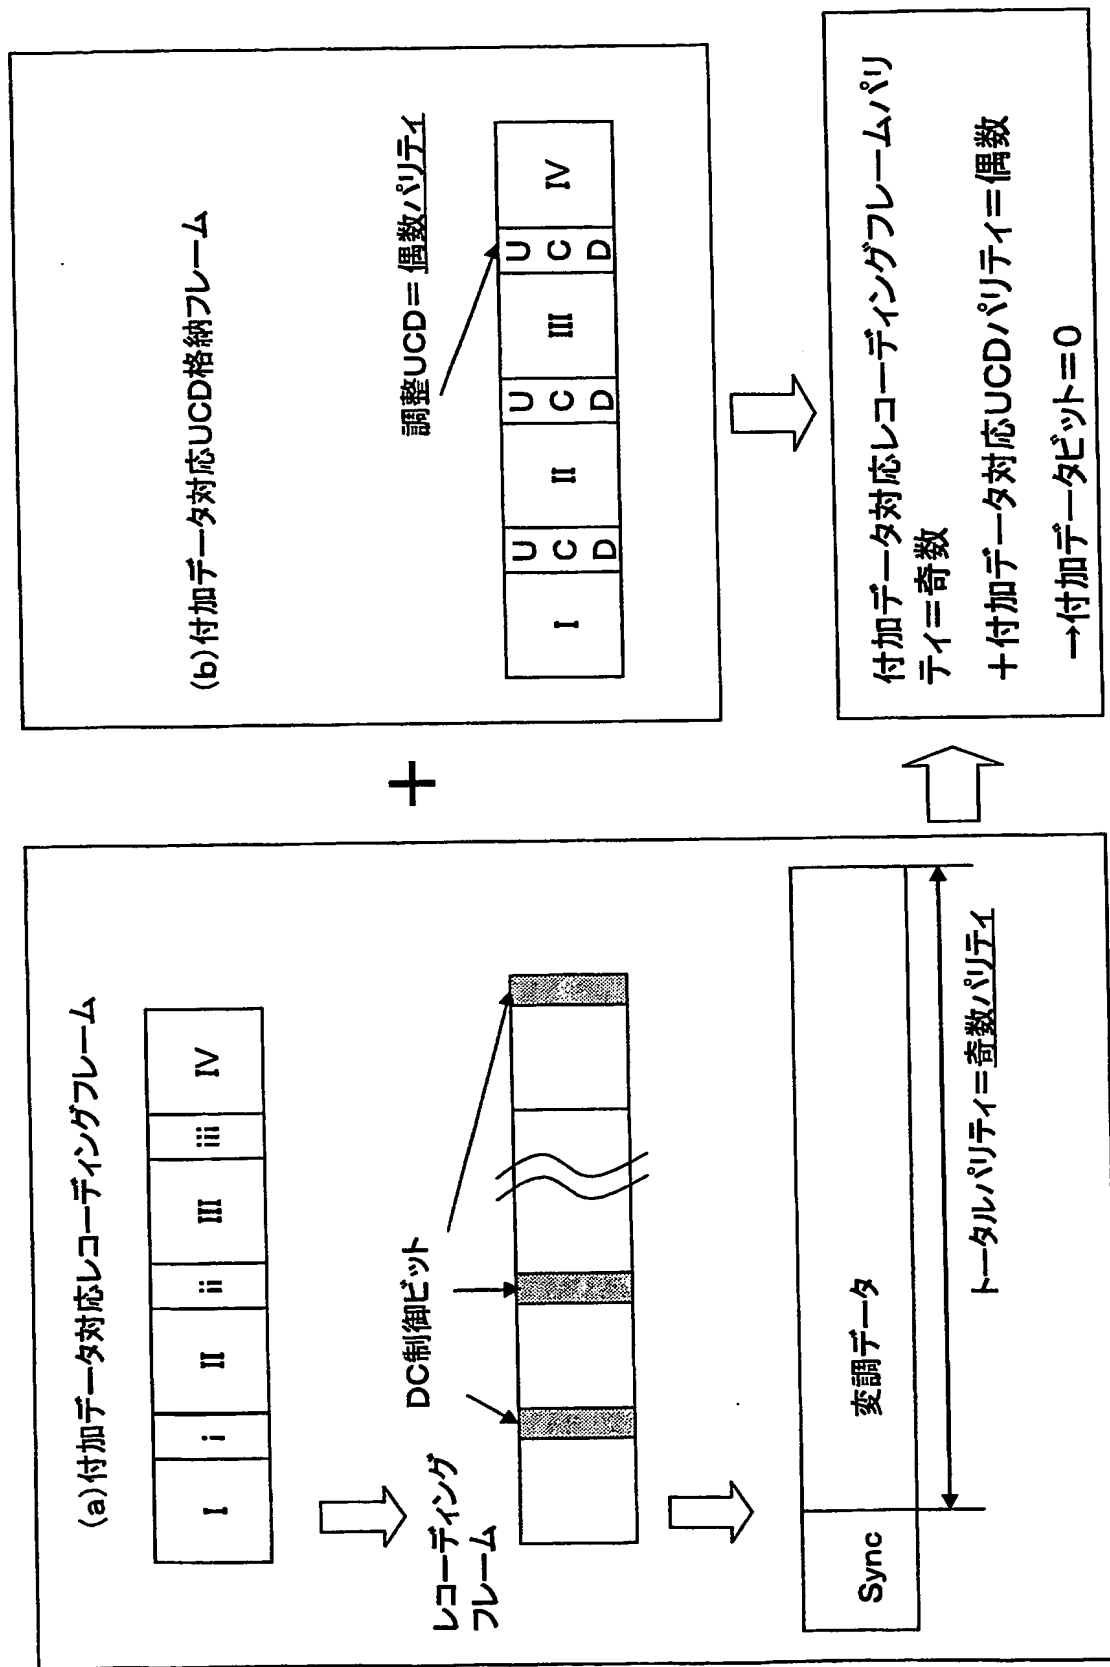 (a)付加データ対応レコーディングフレーム
I i II ii III iii IV
レコーディング
フレーム
DC制御ビット
Sync 変調データ
トータルパリティ=奇数パリティ
+
(b)付加データ対応UCD格納フレーム
調整UCD=偶数パリティ
I UCD II UCD III UCD IV
付加データ対応レコーディングフレームパリ
ティ=奇数
+付加データ対応UCDパリティ=偶数
→付加データビット=0